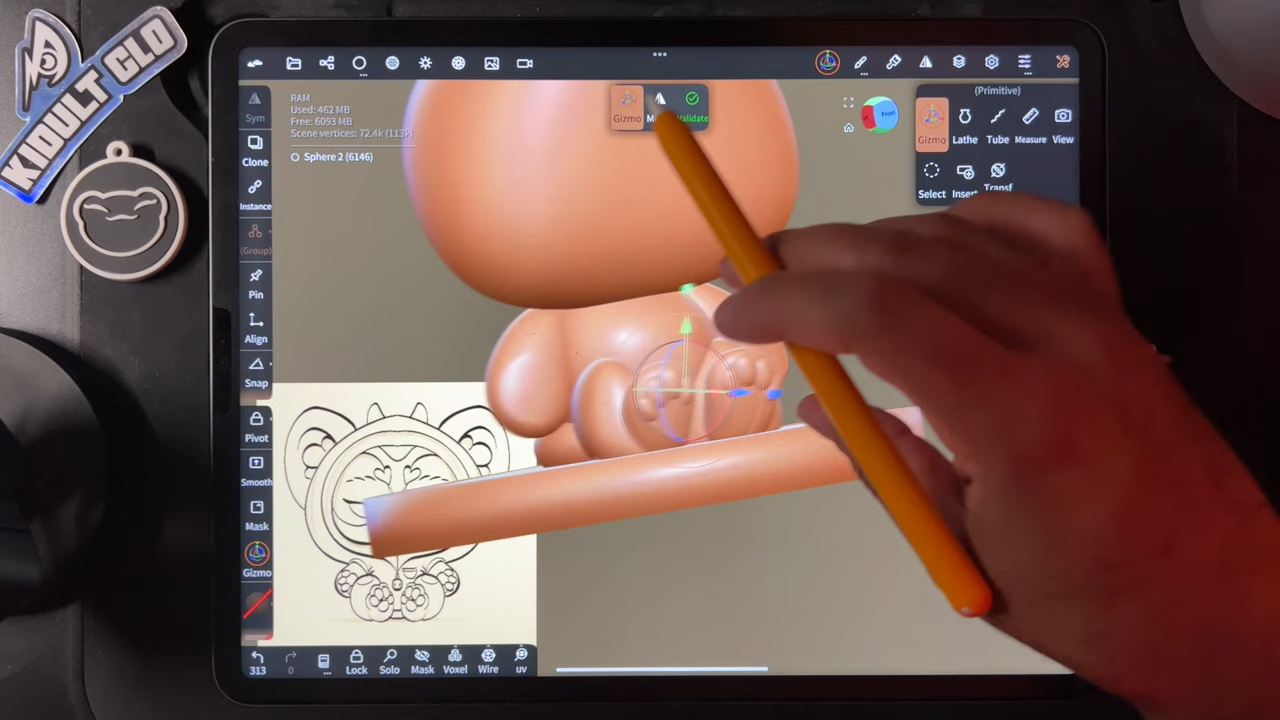 KIDULT CLO
RAM
Used: 462 MB
Free: 6093 MB
Scene vertices: 72.4k (113k)
Sphere 2 (6146)
Sym
Clone
Instance
(Group)
Pin
Align
Snap
Pivot
Smooth
Mask
Gizmo
313
0
Lock
Solo
Mask
Voxel
Wire
uv
Gizmo
Validate
Front
(Primitive)
Gizmo
Lathe
Tube
Measure
View
Select
Insert
Transf